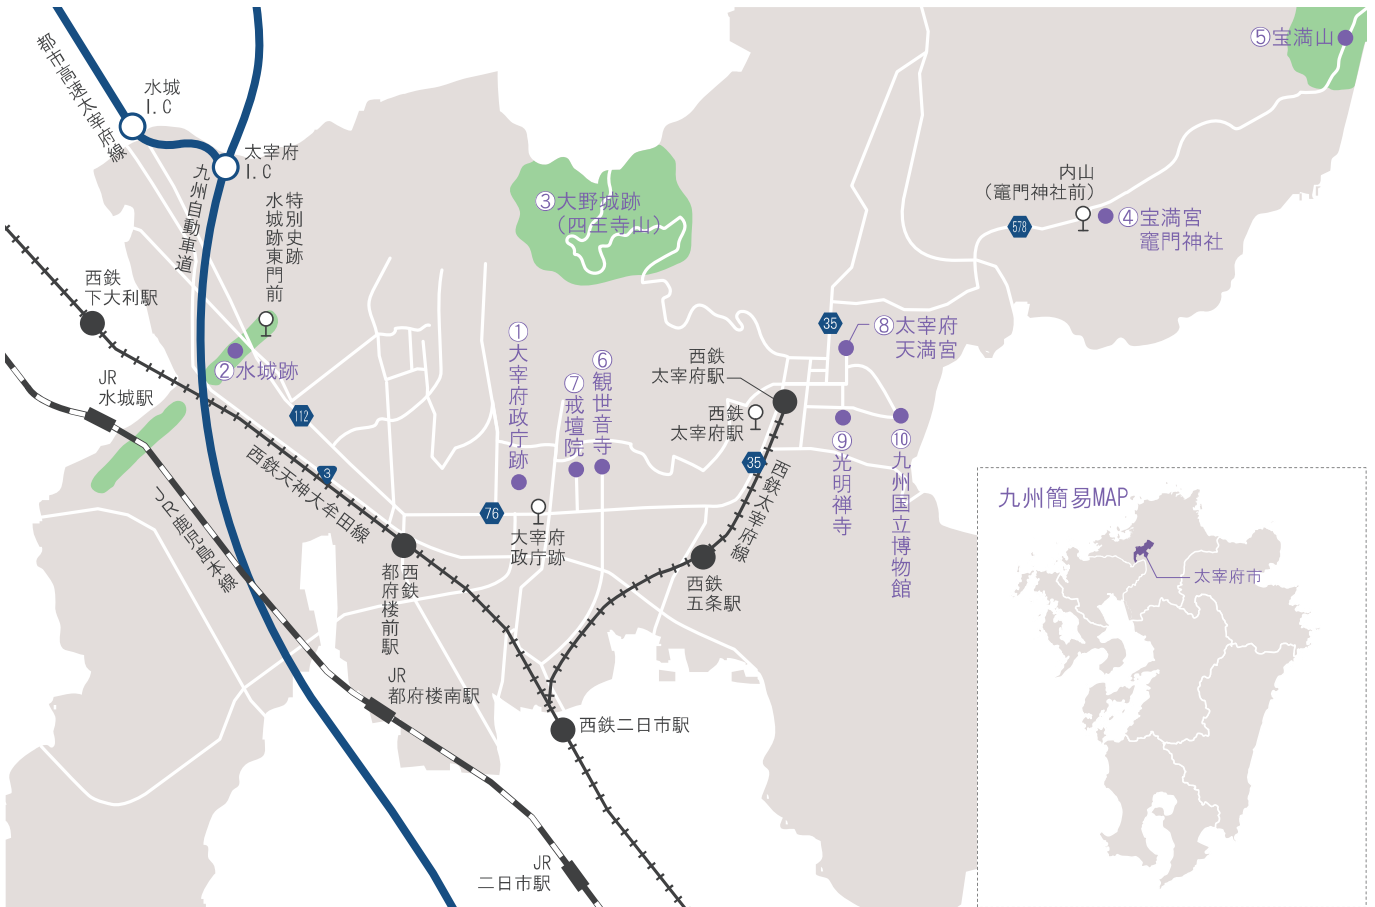 都市高速太宰府線
水城
I.C
太宰府
I.C
九州自動車道
特別史跡
水城跡東門前
西鉄
下大利駅
②水城跡
JR
水城駅
112
3
西鉄天神大牟田線
JR鹿児島本線
③大野城跡
(四王寺山)
①大宰府政庁跡
⑦戒壇院
⑥観世音寺
76
大宰府
政庁跡
西鉄
都府楼前駅
JR
都府楼南駅
西鉄二日市駅
JR
二日市駅
西鉄
太宰府駅
西鉄
太宰府駅
35
西鉄太宰府線
西鉄
五条駅
35
⑧太宰府
天満宮
⑨光明禅寺
⑩九州国立博物館
578
内山
(竈門神社前)
④宝満宮
竈門神社
⑤宝満山
九州簡易MAP
太宰府市